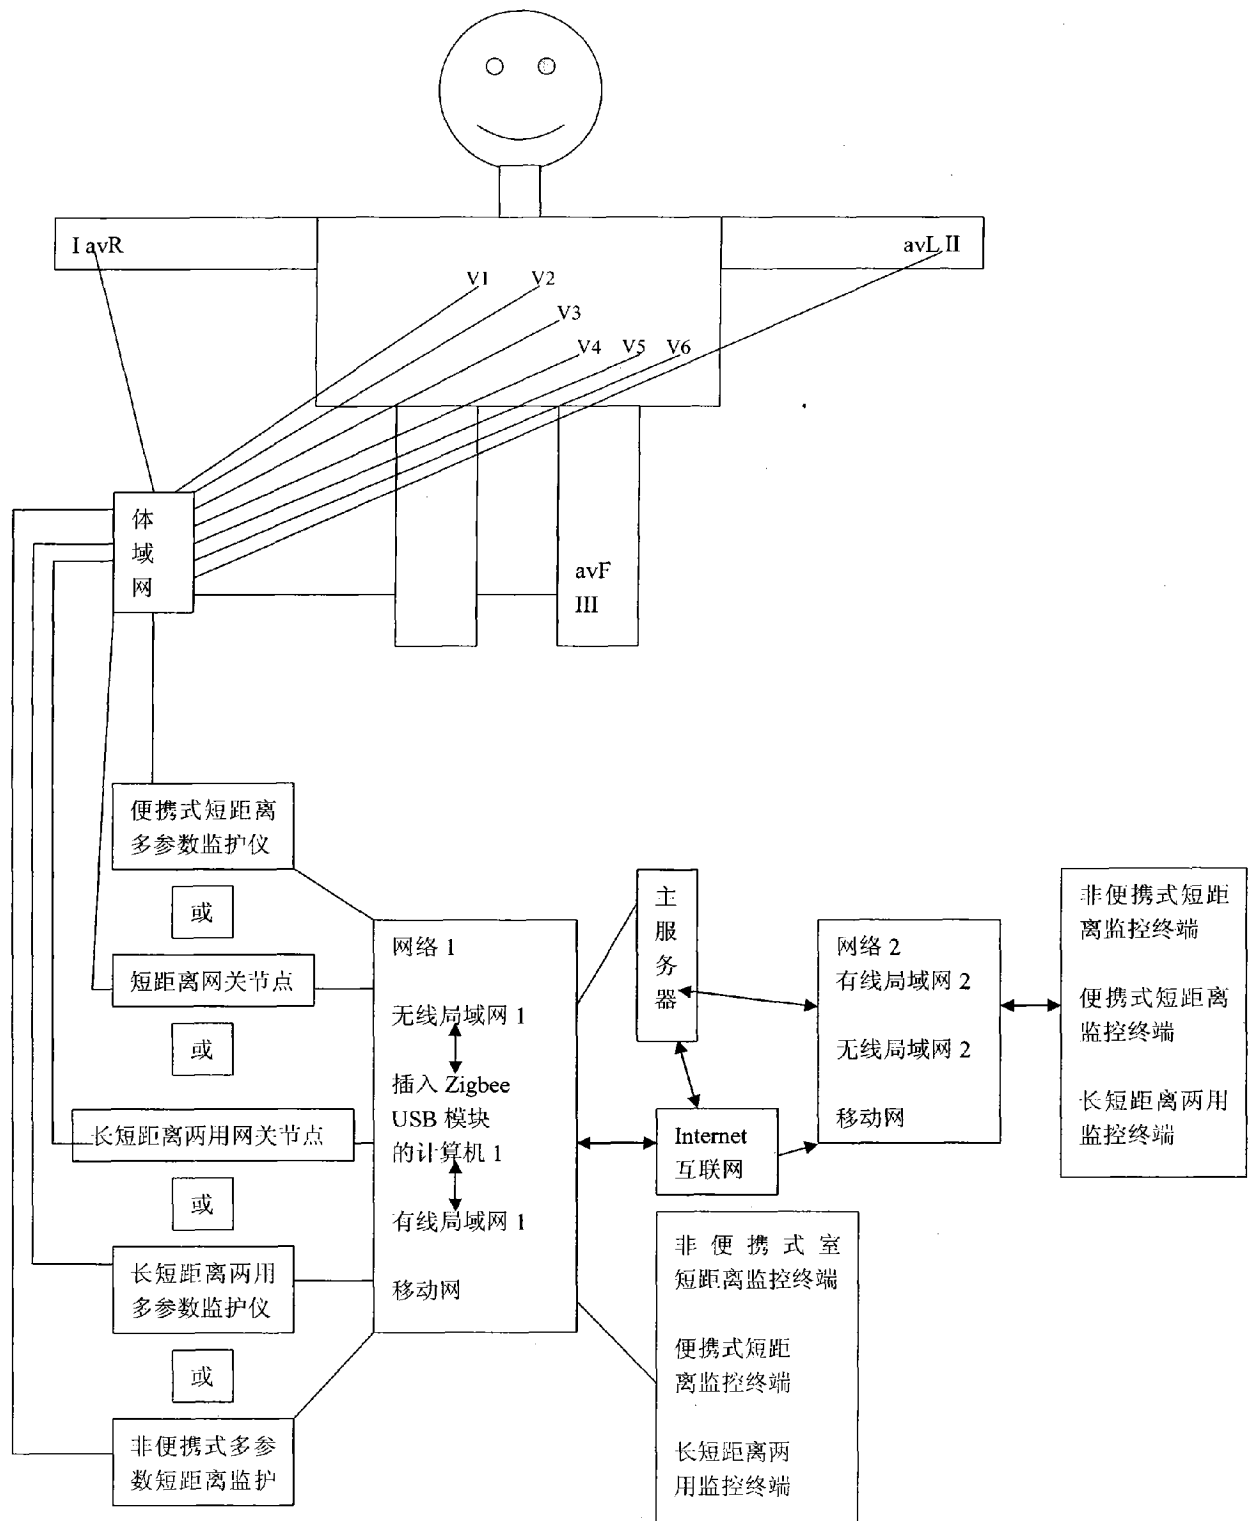 I avR
avL II
V1
V2
V3
V4
V5
V6
体
域
网
avF
III
便携式短距离
多参数监护仪
或
短距离网关节点
或
长短距离两用网关节点
或
长短距离两用
多参数监护仪
或
非便携式多参
数短距离监护
网络 1
无线局域网 1
插入 Zigbee
USB 模块
的计算机 1
有线局域网 1
移动网
主
服
务
器
Internet
互联网
非便携式室
短距离监控终端
便携式短距
离监控终端
长短距离两
用监控终端
网络 2
有线局域网 2
无线局域网 2
移动网
非便携式短距
离监控终端
便携式短距离
监控终端
长短距离两用
监控终端